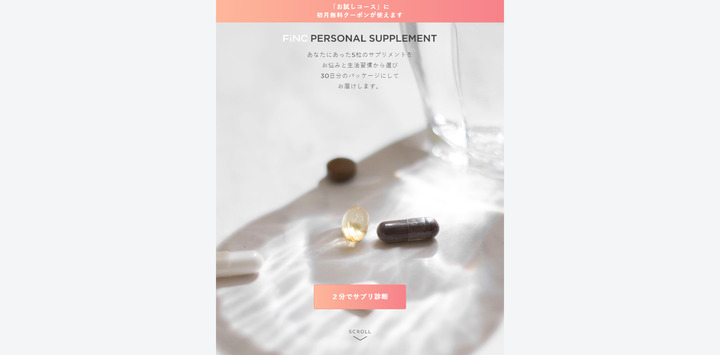 「お試しコース」に
初月無料クーポンが使えます
FiNC PERSONAL SUPPLEMENT
あなたにあった5粒のサプリメントを
お悩みと生活習慣から選び
30日分のパッケージにして
お届けします。
２分でサプリ診断
SCROLL